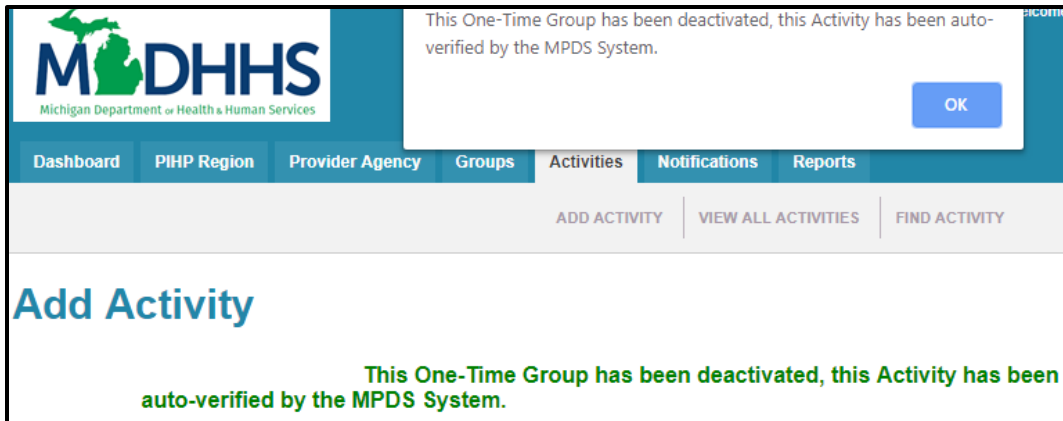 This One-Time Group has been deactivated, this Activity has been auto-
verified by the MPDS System.
OK
MDHHS
Michigan Department of Health & Human Services
Dashboard PIHP Region Provider Agency Groups Activities Notifications Reports
ADD ACTIVITY VIEW ALL ACTIVITIES FIND ACTIVITY
Add Activity
This One-Time Group has been deactivated, this Activity has been
auto-verified by the MPDS System.